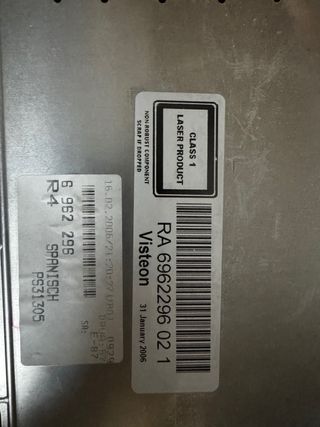 CLASS 1
LASER PRODUCT
NON-ROBUST COMPONENT
SCRAP IF DROPPED
RA 6962296 02 1
Visteon
31 January 2006
6 962 296
R4 SPANISCH
PS31305
E-87